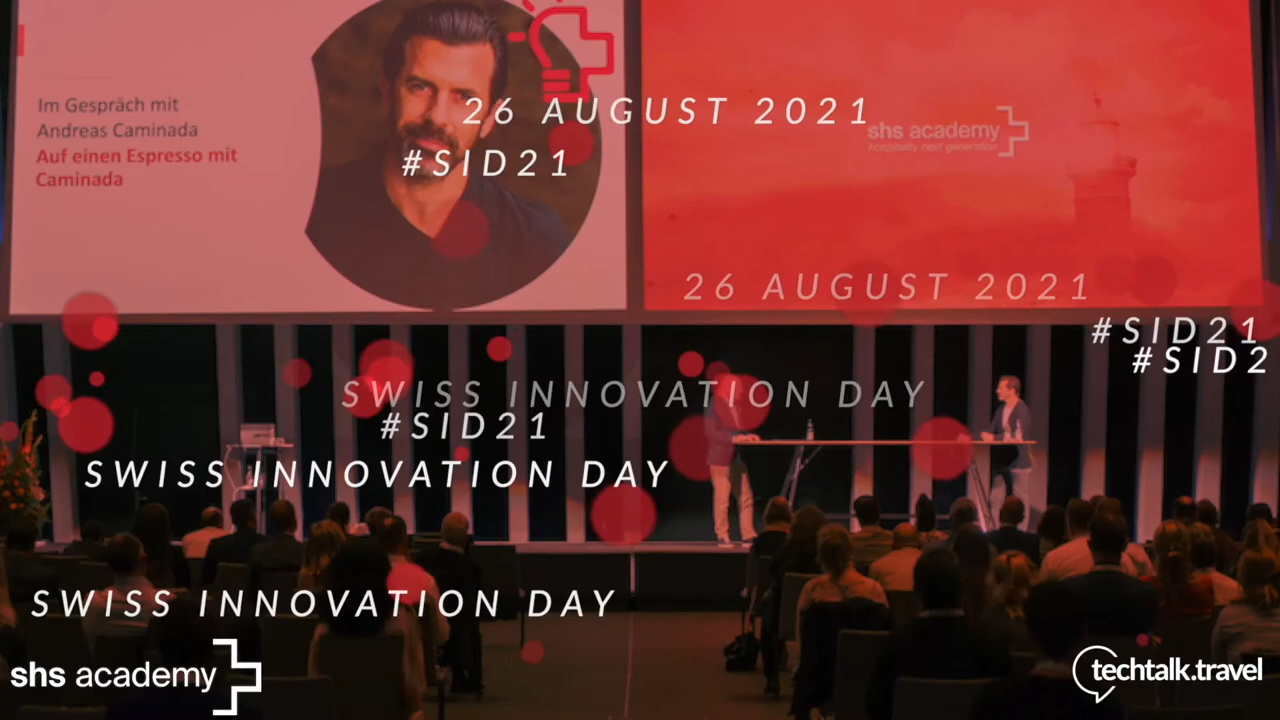 Im Gespräch mit
Andreas Caminada
Auf einen Espresso mit
Caminada
26 AUGUST 2021
#SID21
shs academy
hospitality next generation
26 AUGUST 2021
#SID21
#SID2
SWISS INNOVATION DAY
#SID21
SWISS INNOVATION DAY
SWISS INNOVATION DAY
shs academy
techtalk.travel